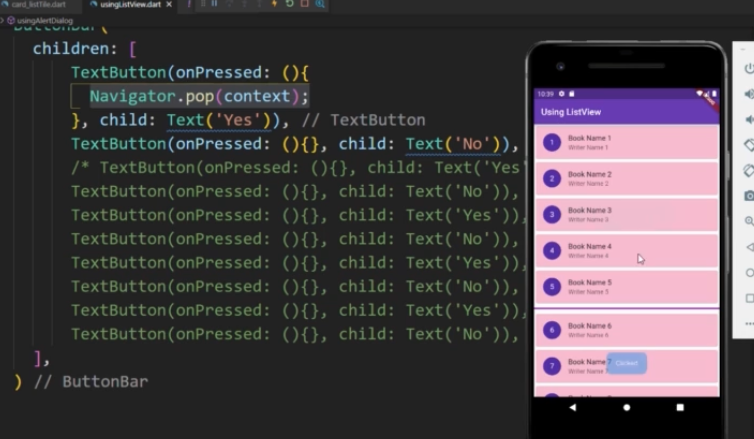 card_listTile.dart
usingListView.dart
usingAlertDialog
ButtonBar(
children: [
TextButton(onPressed: (){
Navigator.pop(context);
}, child: Text('Yes')), // TextButton
TextButton(onPressed: (){}, child: Text('No')),
/* TextButton(onPressed: (){}, child: Text('Yes'
TextButton(onPressed: (){}, child: Text('No')),
TextButton(onPressed: (){}, child: Text('Yes')),
TextButton(onPressed: (){}, child: Text('No')),
TextButton(onPressed: (){}, child: Text('Yes')),
TextButton(onPressed: (){}, child: Text('No')),
TextButton(onPressed: (){}, child: Text('Yes')),
TextButton(onPressed: (){}, child: Text('No')),
],
) // ButtonBar
10:39
Using ListView
1
Book Name 1
Writer Name 1
2
Book Name 2
Writer Name 2
3
Book Name 3
Writer Name 3
4
Book Name 4
Writer Name 4
5
Book Name 5
Writer Name 5
6
Book Name 6
Writer Name 6
7
Book Name 7
Clicked